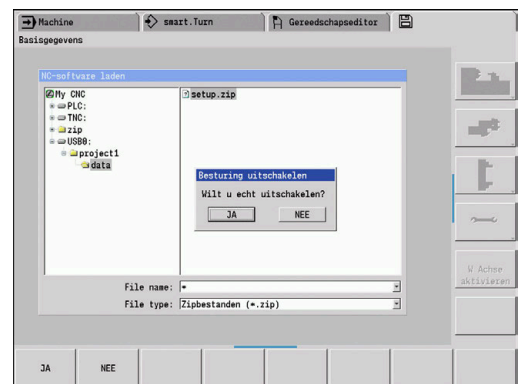 Machine
smart.Turn
Gereedschapseditor
Basisgegevens
NC-software laden
My CNC
PLC:
TNC:
zip
USB0:
project1
data
setup.zip
Besturing uitschakelen
Wilt u echt uitschakelen?
JA
NEE
File name: *
File type: Zipbestanden (*.zip)
W Achse
aktivieren
JA
NEE